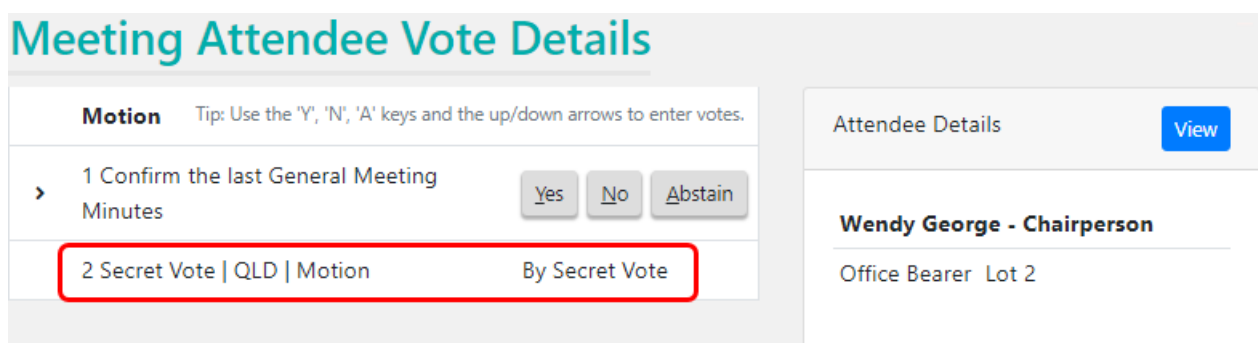 Meeting Attendee Vote Details
Motion Tip: Use the 'Y', 'N', 'A' keys and the up/down arrows to enter votes.
1 Confirm the last General Meeting
Minutes
Yes No Abstain
2 Secret Vote | QLD | Motion By Secret Vote
Attendee Details View
Wendy George - Chairperson
Office Bearer Lot 2